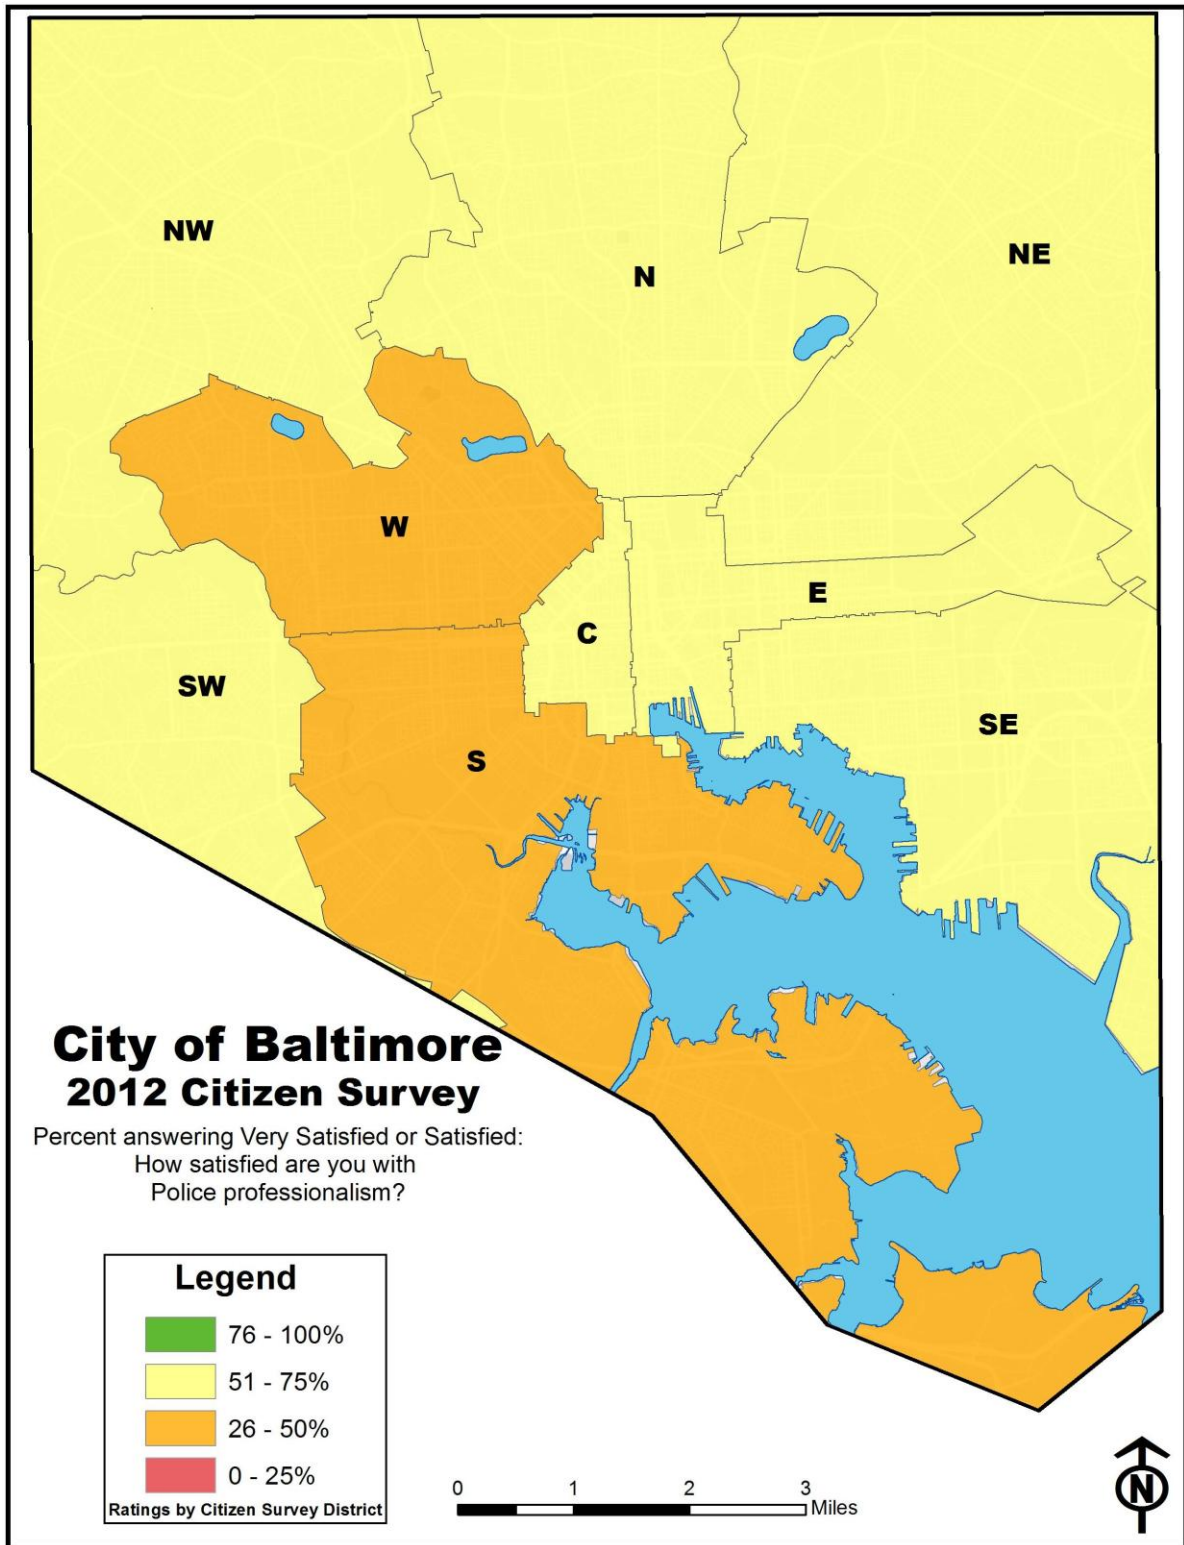 NW
N
NE
W
E
C
SW
SE
S
City of Baltimore
2012 Citizen Survey
Percent answering Very Satisfied or Satisfied:
How satisfied are you with
Police professionalism?
Legend
76 - 100%
51 - 75%
26 - 50%
0 - 25%
Ratings by Citizen Survey District
0 1 2 3
Miles
N